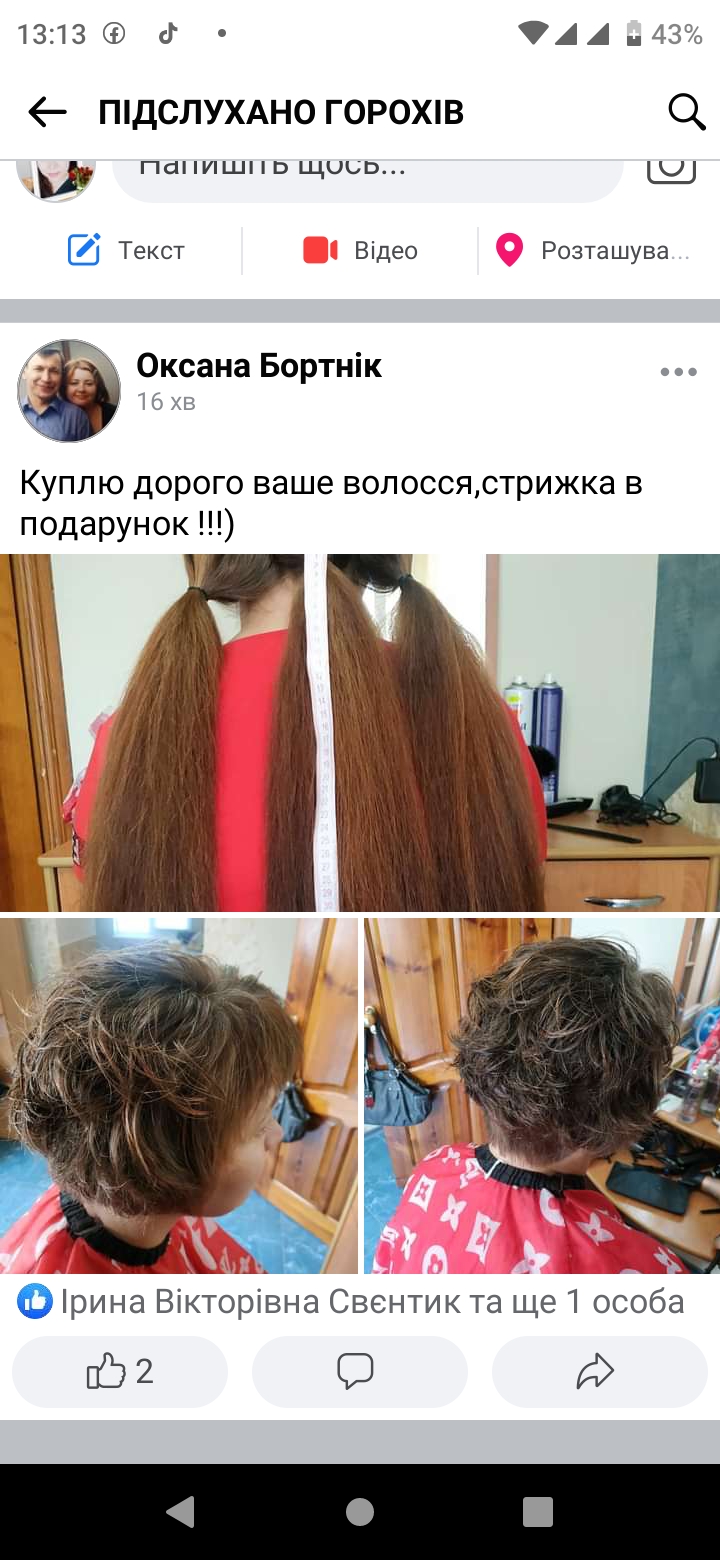 13:13
43%
ПІДСЛУХАНО ГОРОХІВ
Напишіть щось...
Текст
Відео
Розташува...
Оксана Бортнік
16 хв
Куплю дорого ваше волосся,стрижка в
подарунок !!!)
Ірина Вікторівна Свєнтик та ще 1 особа
2